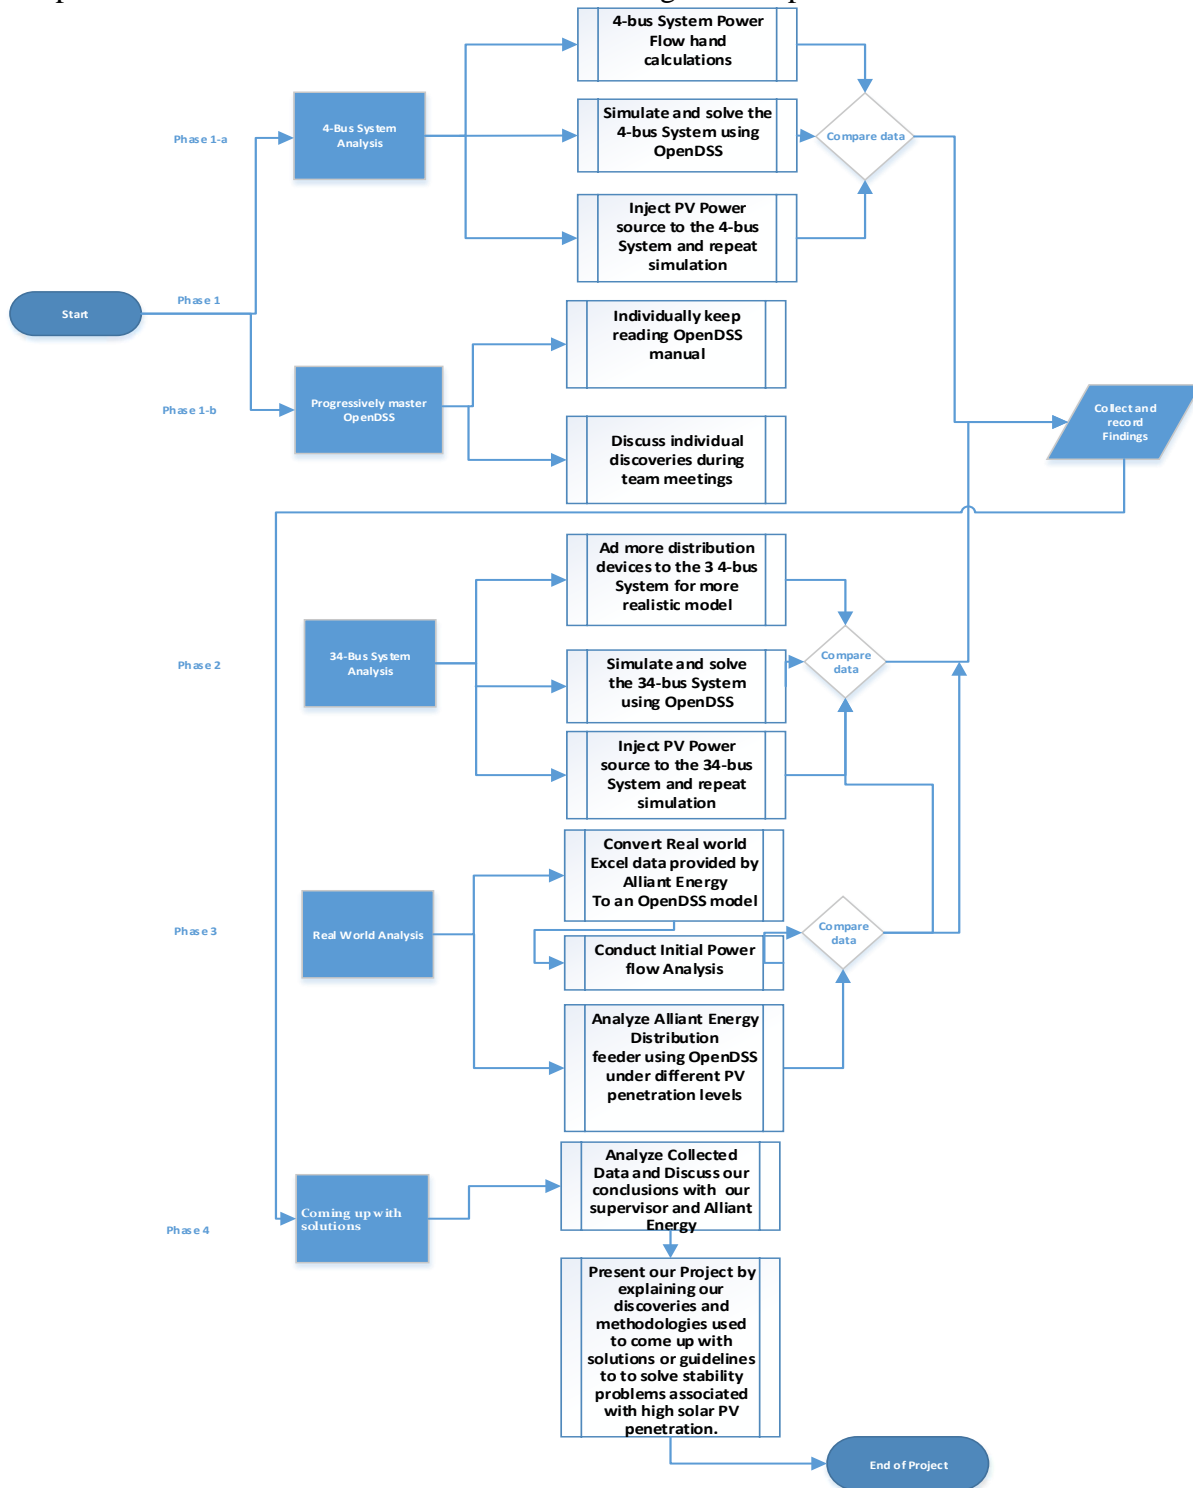 4-bus System Power
Flow hand
calculations
Phase 1-a
4-Bus System
Analysis
Simulate and solve the
4-bus System using
OpenDSS
Compare data
Inject PV Power
source to the 4-bus
System and repeat
simulation
Start
Phase 1
Individually keep
reading OpenDSS
manual
Phase 1-b
Progressively master
OpenDSS
Collect and
record
Findings
Discuss individual
discoveries during
team meetings
Ad more distribution
devices to the 3 4-bus
System for more
realistic model
Phase 2
34-Bus System
Analysis
Simulate and solve
the 34-bus System
using OpenDSS
Compare
data
Inject PV Power
source to the 34-bus
System and repeat
simulation
Convert Real world
Excel data provided by
Alliant Energy
To an OpenDSS model
Phase 3
Real World Analysis
Conduct Initial Power
flow Analysis
Compare
data
Analyze Alliant Energy
Distribution
feeder using OpenDSS
under different PV
penetration levels
Phase 4
Coming up with
solutions
Analyze Collected
Data and Discuss our
conclusions with our
supervisor and Alliant
Energy
Present our Project by
explaining our
discoveries and
methodologies used
to come up with
solutions or guidelines
to to solve stability
problems associated
with high solar PV
penetration.
End of Project